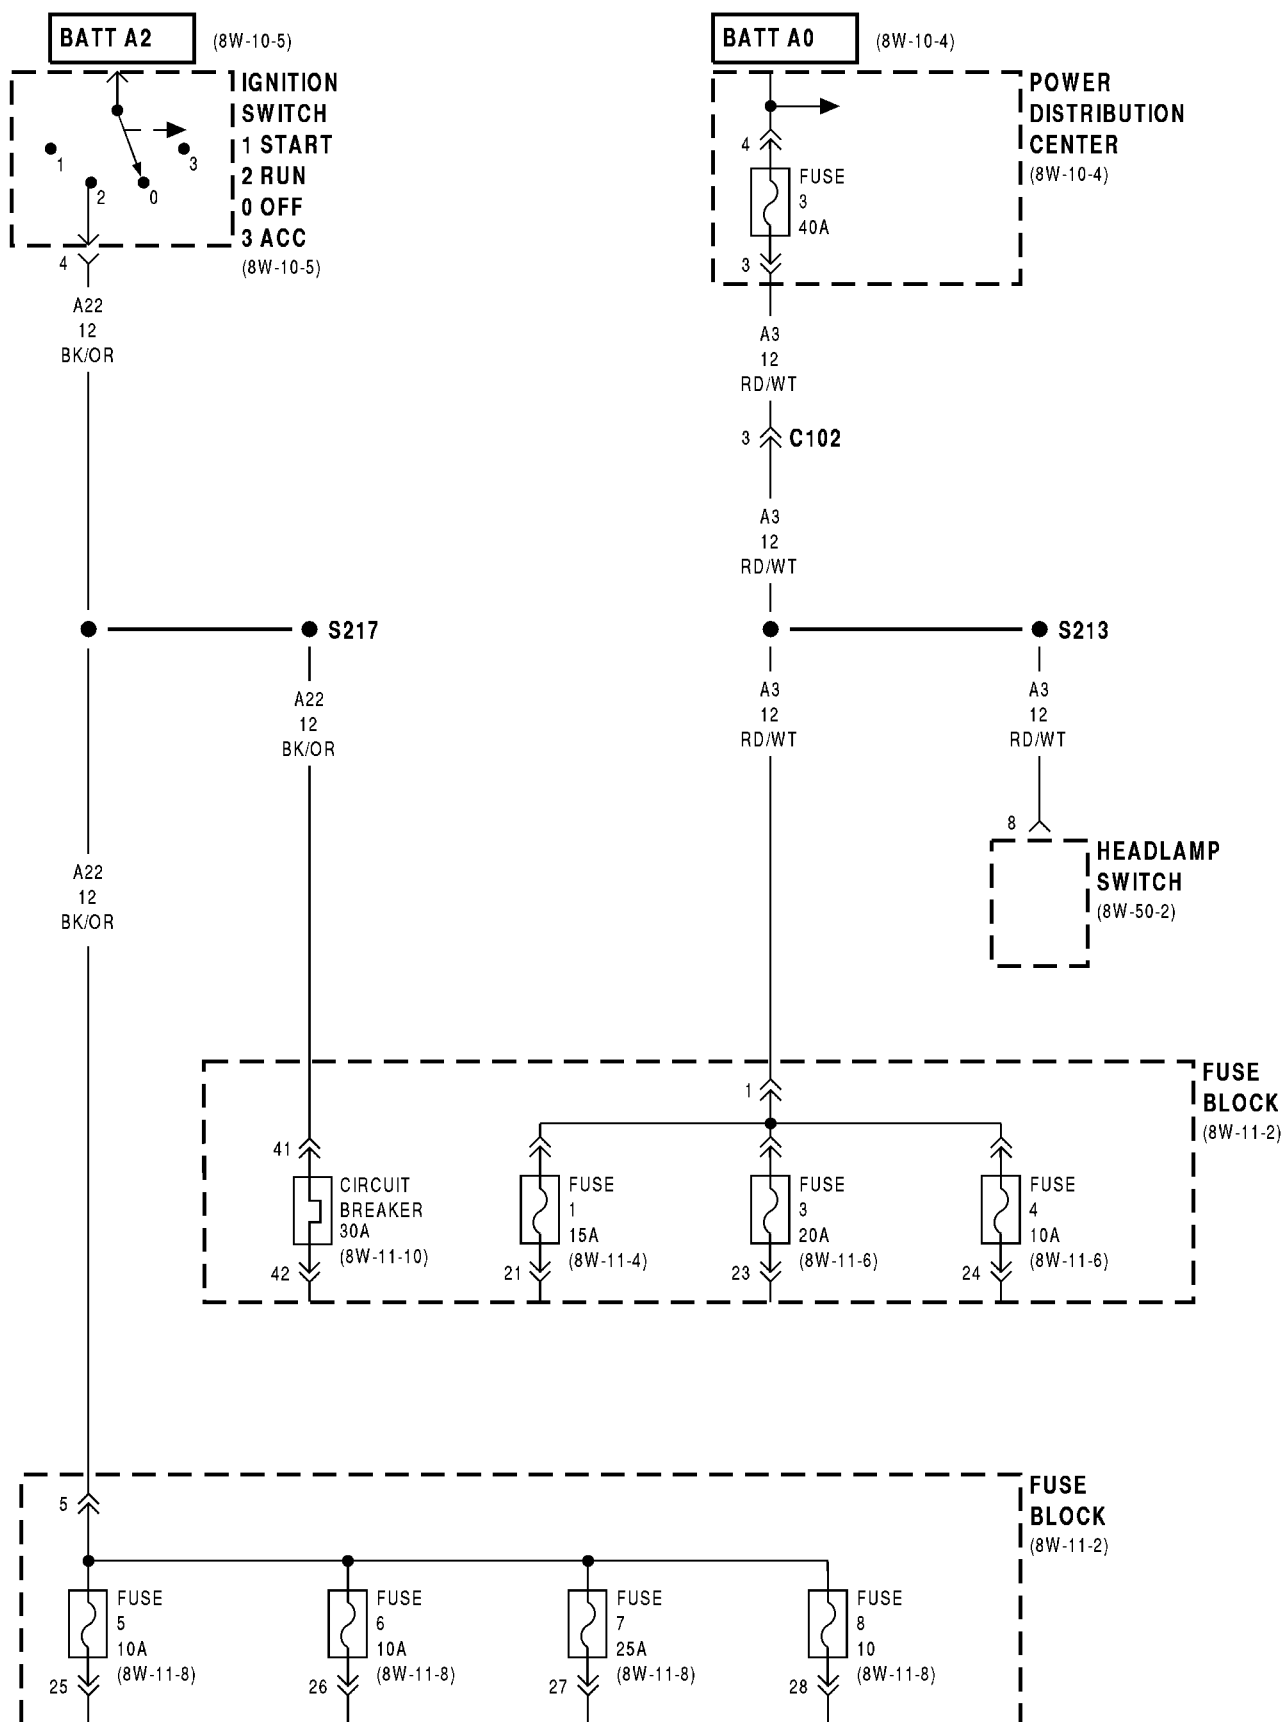 BATT A2
(8W-10-5)
IGNITION
SWITCH
1 START
2 RUN
0 OFF
3 ACC
(8W-10-5)
1
2
0
3
4
A22
12
BK/OR
BATT A0
(8W-10-4)
POWER
DISTRIBUTION
CENTER
(8W-10-4)
4
FUSE
3
40A
3
A3
12
RD/WT
3
C102
A3
12
RD/WT
S217
S213
A22
12
BK/OR
A3
12
RD/WT
A3
12
RD/WT
8
HEADLAMP
SWITCH
(8W-50-2)
A22
12
BK/OR
FUSE
BLOCK
(8W-11-2)
1
41
CIRCUIT
BREAKER
30A
(8W-11-10)
42
FUSE
1
15A
(8W-11-4)
21
FUSE
3
20A
(8W-11-6)
23
FUSE
4
10A
(8W-11-6)
24
FUSE
BLOCK
(8W-11-2)
5
FUSE
5
10A
(8W-11-8)
25
FUSE
6
10A
(8W-11-8)
26
FUSE
7
25A
(8W-11-8)
27
FUSE
8
10
(8W-11-8)
28